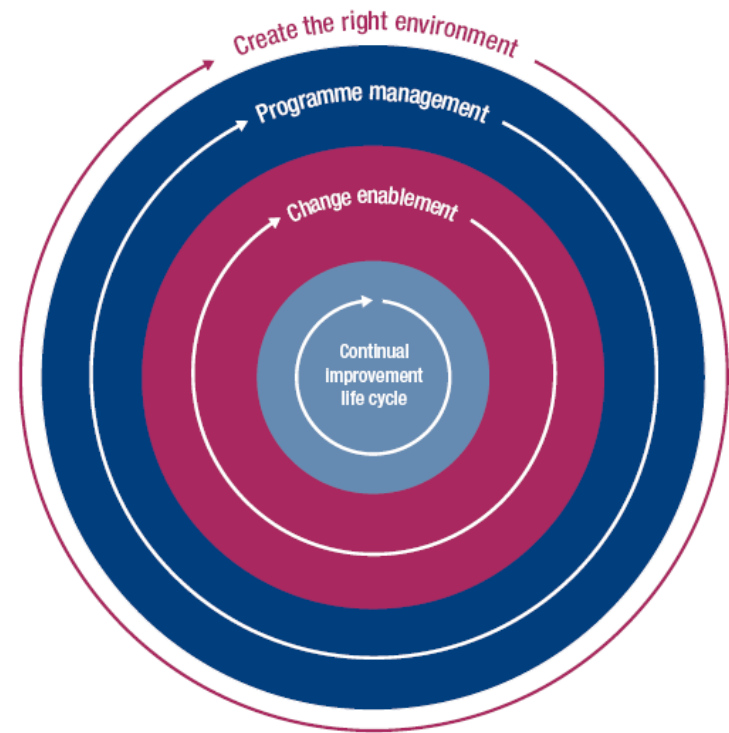 Create the right environment
Programme management
Change enablement
Continual
improvement
life cycle